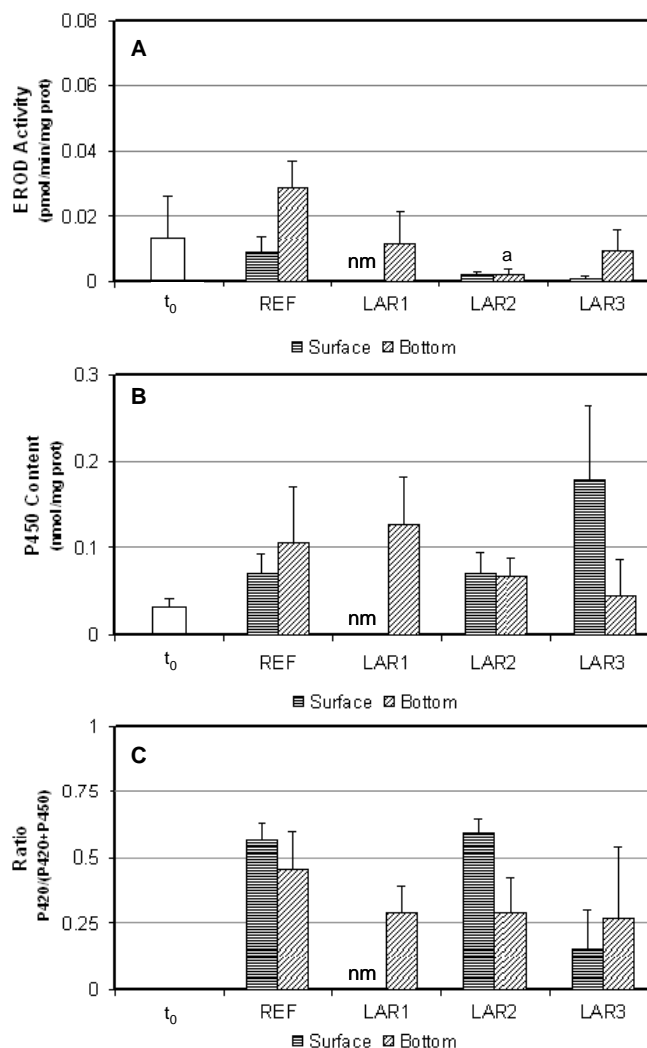 A
EROD Activity
(pmol/min/mg prot)
0.08
0.06
0.04
0.02
0
nm
a
t0 REF LAR1 LAR2 LAR3
Surface Bottom
B
P450 Content
(nmol/mg prot)
0.3
0.2
0.1
0
nm
t0 REF LAR1 LAR2 LAR3
Surface Bottom
C
Ratio
P420/(P420+P450)
1
0.75
0.5
0.25
0
nm
t0 REF LAR1 LAR2 LAR3
Surface Bottom